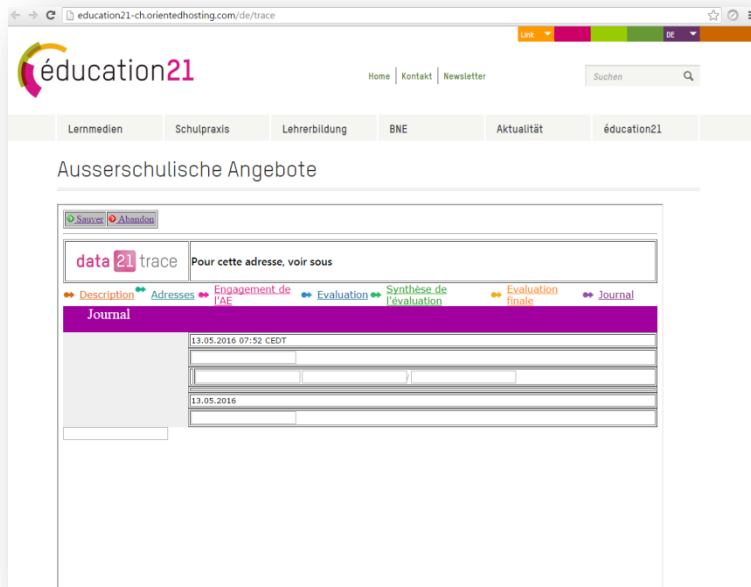 education21-ch.orientedhosting.com/de/trace
Link DE
éducation21
Home Kontakt Newsletter
Suchen
Lernmedien Schulpraxis Lehrerbildung BNE Aktualität éducation21
Ausserschulische Angebote
Sauver Abandon
data 21 trace Pour cette adresse, voir sous
Description Adresses Engagement de l'AE Evaluation Synthèse de l'évaluation Evaluation finale Journal
Journal
13.05.2016 07:52 CEDT
/
13.05.2016